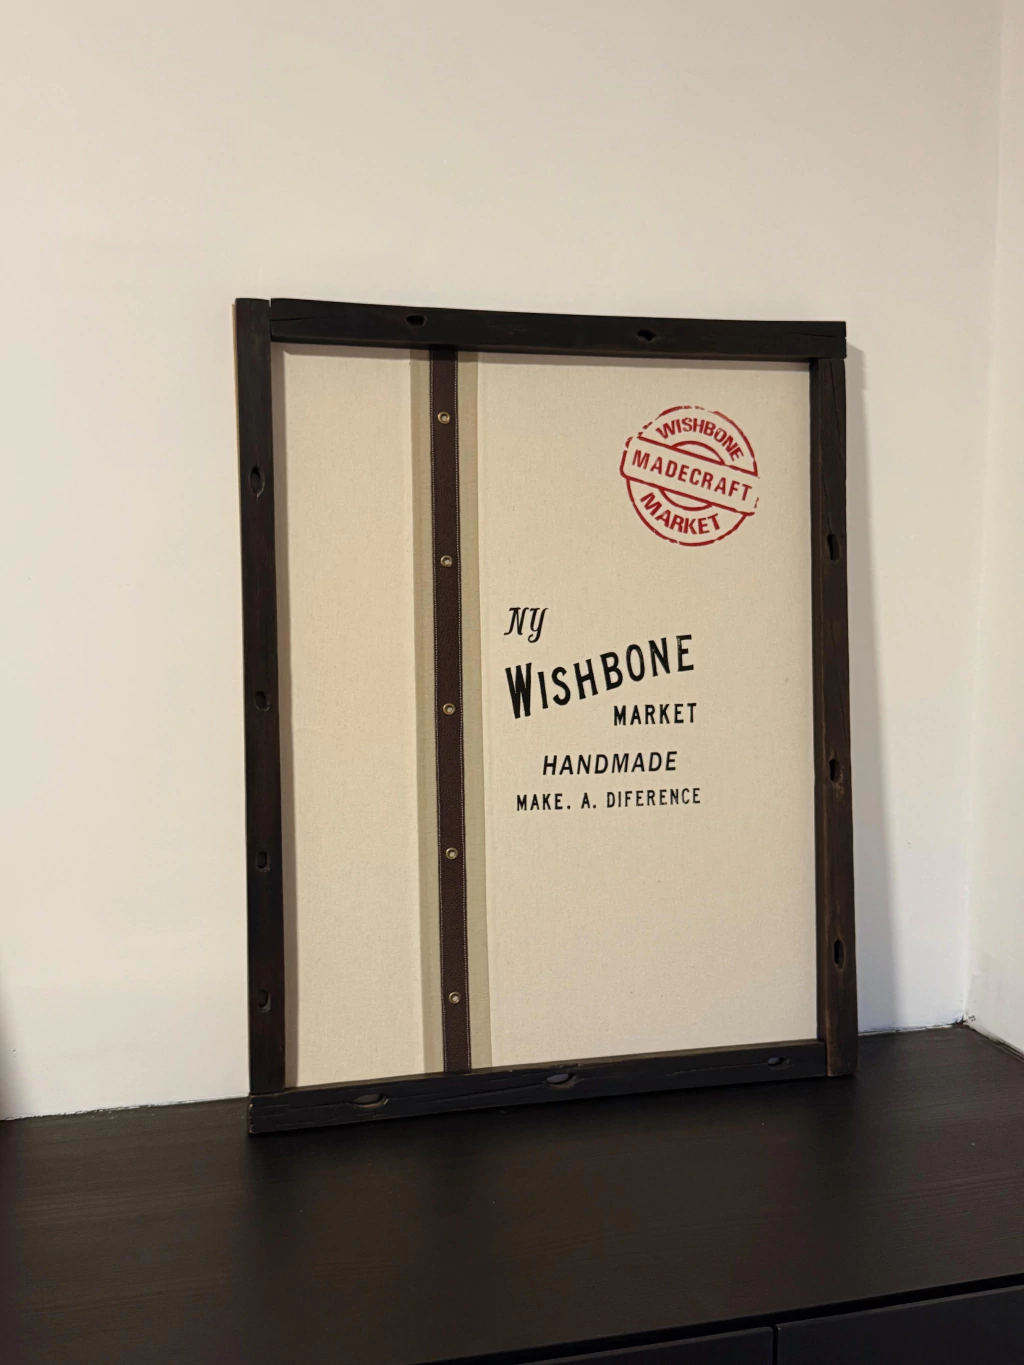 WISHBONE
MADECRAFT
MARKET
NY
WISHBONE
MARKET
HANDMADE
MAKE. A. DIFERENCE